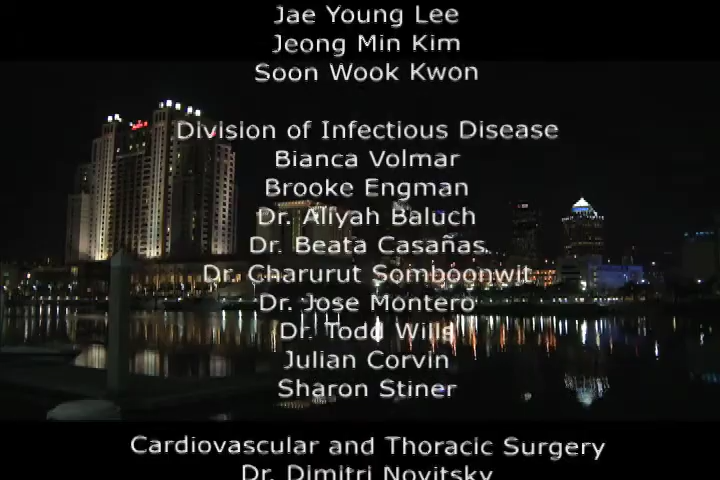 Jae Young Lee
Jeong Min Kim
Soon Wook Kwon
Division of Infectious Disease
Bianca Volmar
Brooke Engman
Dr. Aliyah Baluch
Dr. Beata Casañas
Dr. Charurut Somboonwit
Dr. Jose Montero
Dr. Todd Wills
Julian Corvin
Sharon Stiner
Cardiovascular and Thoracic Surgery
Dr. Dimitri Novitsky